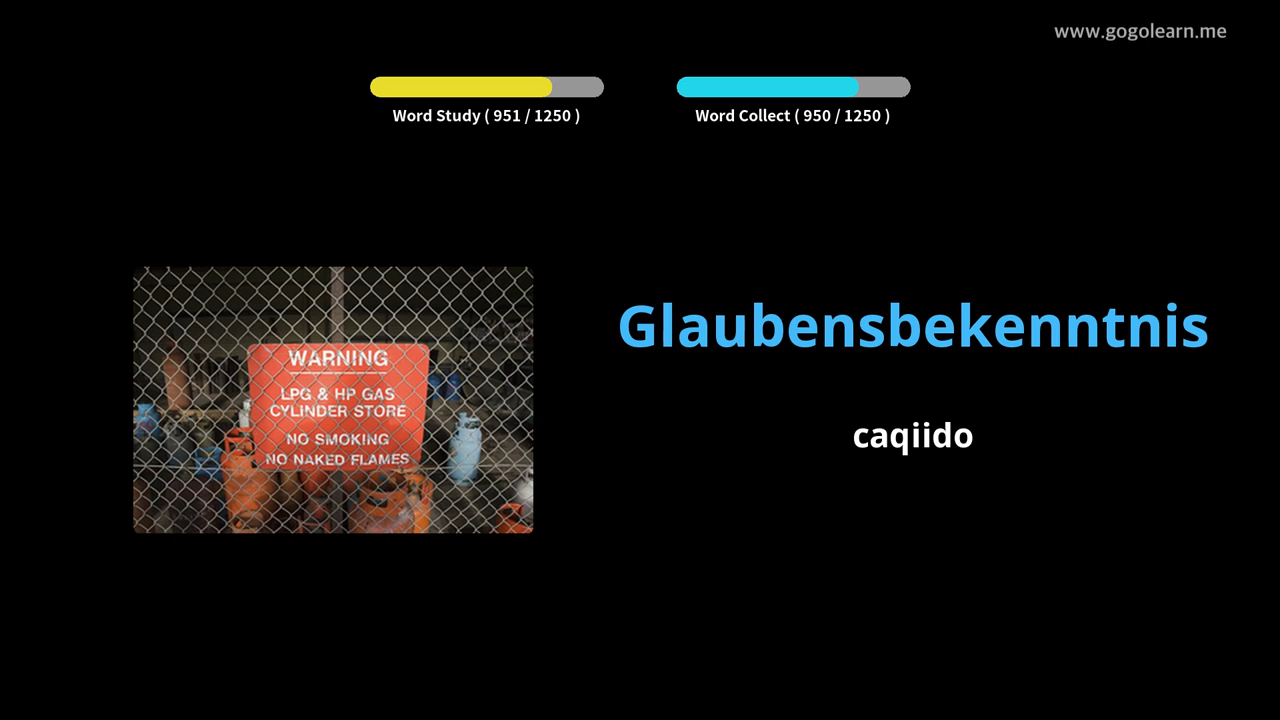 www.gogolearn.me
Word Study ( 951 / 1250 )
Word Collect ( 950 / 1250 )
WARNING
LPG & HP GAS
CYLINDER STORE
NO SMOKING
NO NAKED FLAMES
Glaubensbekenntnis
caqiido